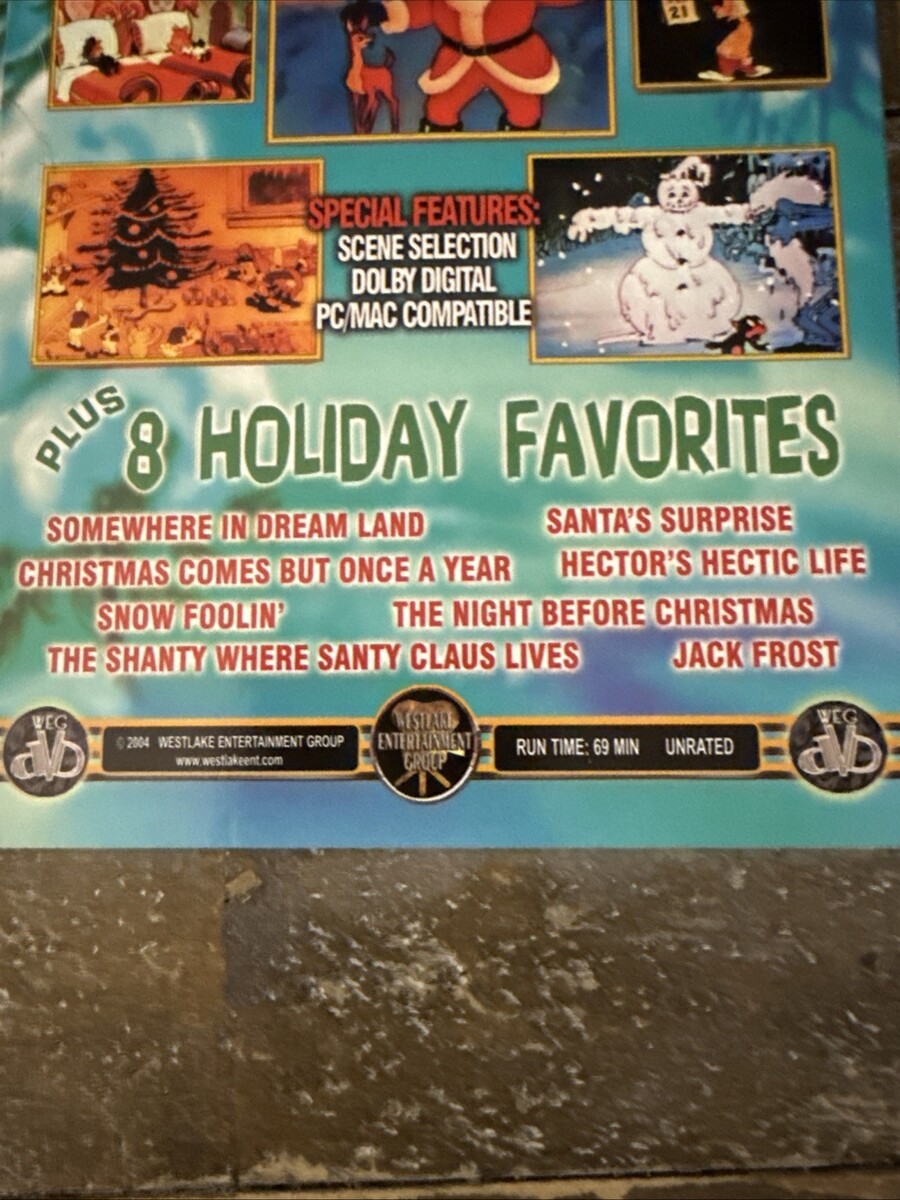 21
SPECIAL FEATURES:
SCENE SELECTION
DOLBY DIGITAL
PC/MAC COMPATIBLE
PLUS
8 HOLIDAY FAVORITES
SOMEWHERE IN DREAM LAND
SANTA'S SURPRISE
CHRISTMAS COMES BUT ONCE A YEAR
HECTOR'S HECTIC LIFE
SNOW FOOLIN'
THE NIGHT BEFORE CHRISTMAS
THE SHANTY WHERE SANTY CLAUS LIVES
JACK FROST
WEG
DVD
© 2004 WESTLAKE ENTERTAINMENT GROUP
www.westlakeent.com
WESTLAKE
ENTERTAINMENT
GROUP
RUN TIME: 69 MIN UNRATED
WEG
DVD